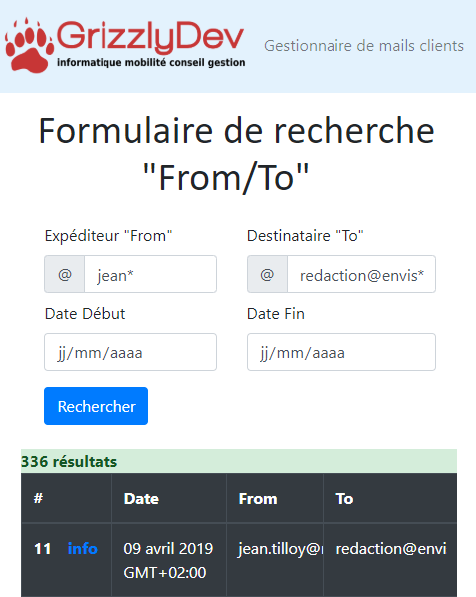 GrizzlyDev
informatique mobilité conseil gestion
Gestionnaire de mails clients
Formulaire de recherche
"From/To"
Expéditeur "From"
Destinataire "To"
@ jean*
@ redaction@envis*
Date Début
Date Fin
jj/mm/aaaa
jj/mm/aaaa
Rechercher
336 résultats
# Date From To
11 info 09 avril 2019 jean.tilloy@ redaction@envi
GMT+02:00